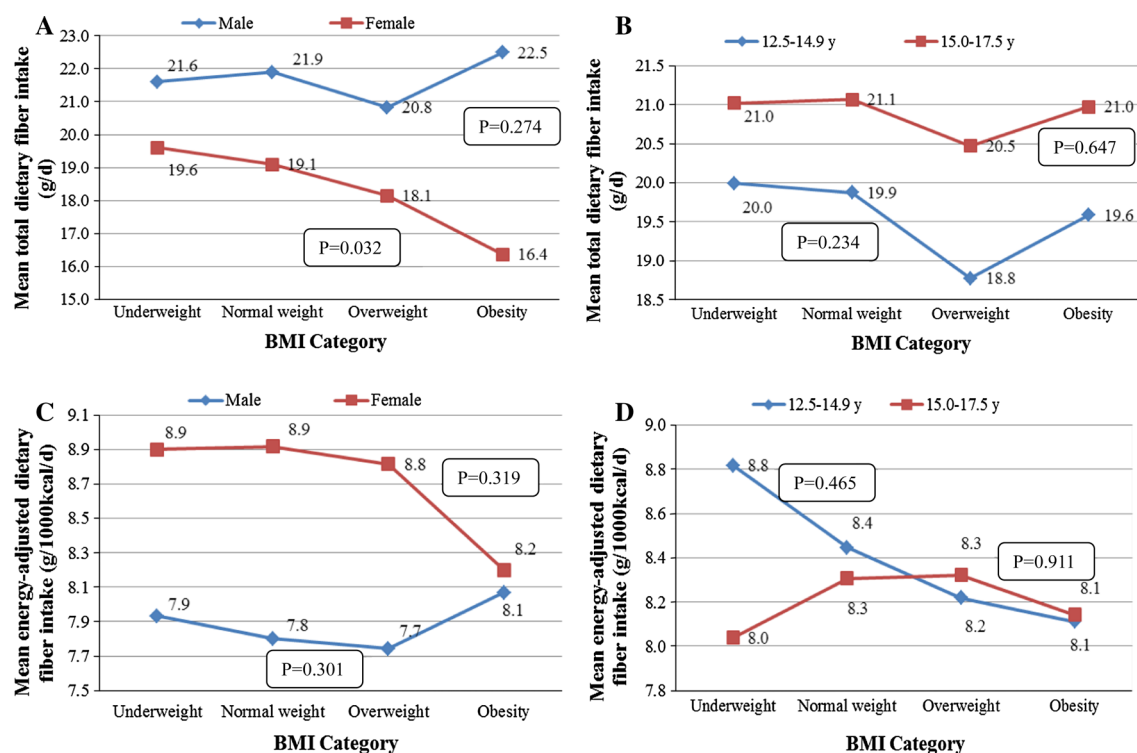 A
Male Female
Mean total dietary fiber intake
(g/d)
23.0
22.0
21.0
20.0
19.0
18.0
17.0
16.0
15.0
21.6
21.9
20.8
22.5
19.6
19.1
18.1
16.4
P=0.274
P=0.032
Underweight Normal weight Overweight Obesity
BMI Category
B
12.5-14.9 y 15.0-17.5 y
Mean total dietary fiber intake
(g/d)
21.5
21.0
20.5
20.0
19.5
19.0
18.5
21.0
21.1
20.5
21.0
20.0
19.9
18.8
19.6
P=0.647
P=0.234
Underweight Normal weight Overweight Obesity
BMI Category
C
Male Female
Mean energy-adjusted dietary
fiber intake (g/1000kcal/d)
9.1
8.9
8.7
8.5
8.3
8.1
7.9
7.7
7.5
8.9
8.9
8.8
8.2
7.9
7.8
7.7
8.1
P=0.319
P=0.301
Underweight Normal weight Overweight Obesity
BMI Category
D
12.5-14.9 y 15.0-17.5 y
Mean energy-adjusted dietary
fiber intake (g/1000kcal/d)
9.0
8.8
8.6
8.4
8.2
8.0
7.8
8.8
8.4
8.2
8.1
8.0
8.3
8.3
8.1
P=0.465
P=0.911
Underweight Normal weight Overweight Obesity
BMI Category